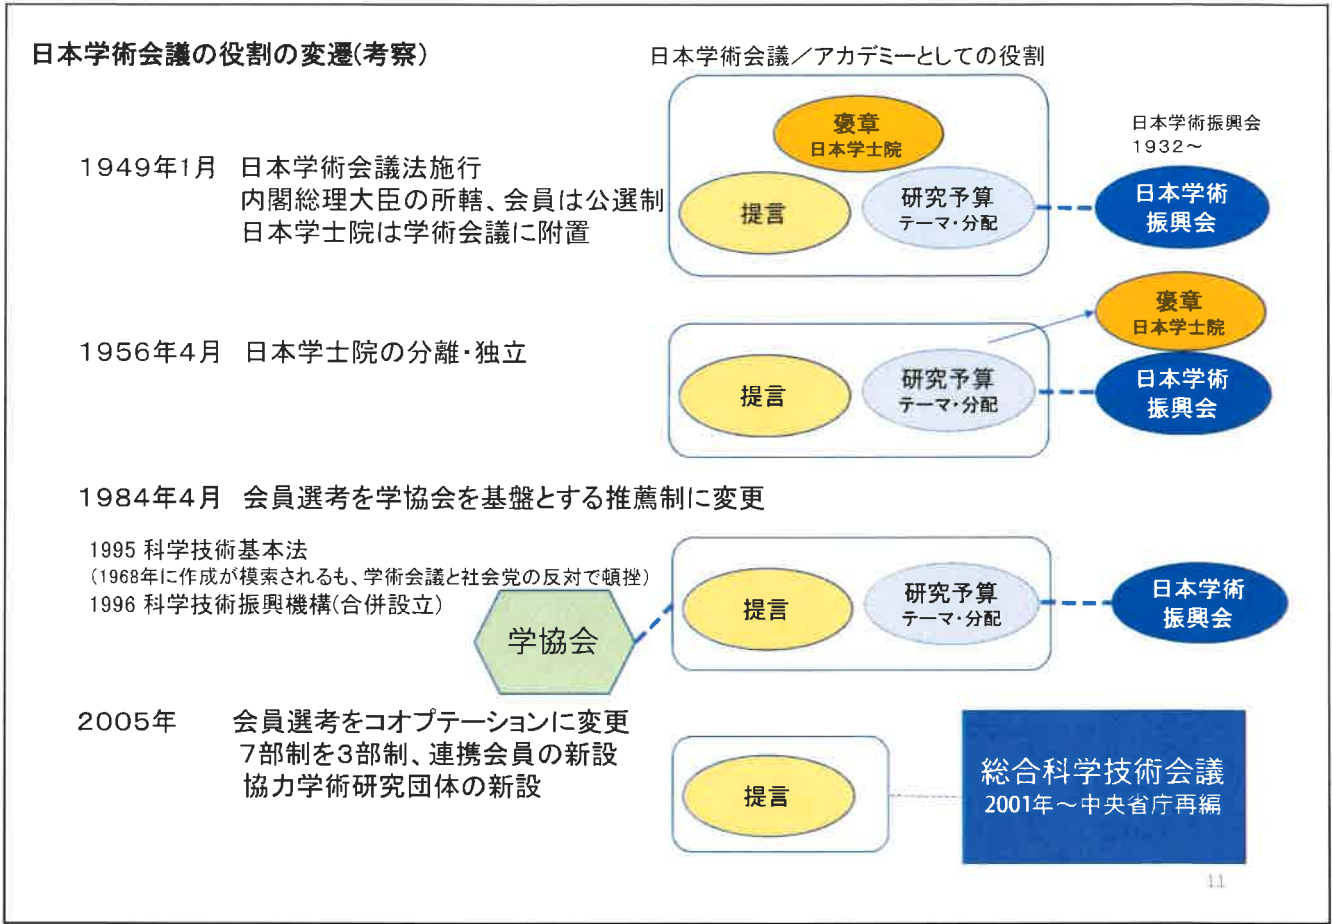 日本学術会議の役割の変遷(考察)
日本学術会議／アカデミーとしての役割
1949年1月 日本学術会議法施行
内閣総理大臣の所轄、会員は公選制
日本学士院は学術会議に附置
褒章
日本学士院
提言
研究予算
テーマ・分配
日本学術振興会
1932～
日本学術
振興会
1956年4月 日本学士院の分離・独立
提言
研究予算
テーマ・分配
褒章
日本学士院
日本学術
振興会
1984年4月 会員選考を学協会を基盤とする推薦制に変更
1995 科学技術基本法
(1968年に作成が模索されるも、学術会議と社会党の反対で頓挫)
1996 科学技術振興機構(合併設立)
学協会
提言
研究予算
テーマ・分配
日本学術
振興会
2005年 会員選考をコオプテーションに変更
7部制を3部制、連携会員の新設
協力学術研究団体の新設
提言
総合科学技術会議
2001年～中央省庁再編
11